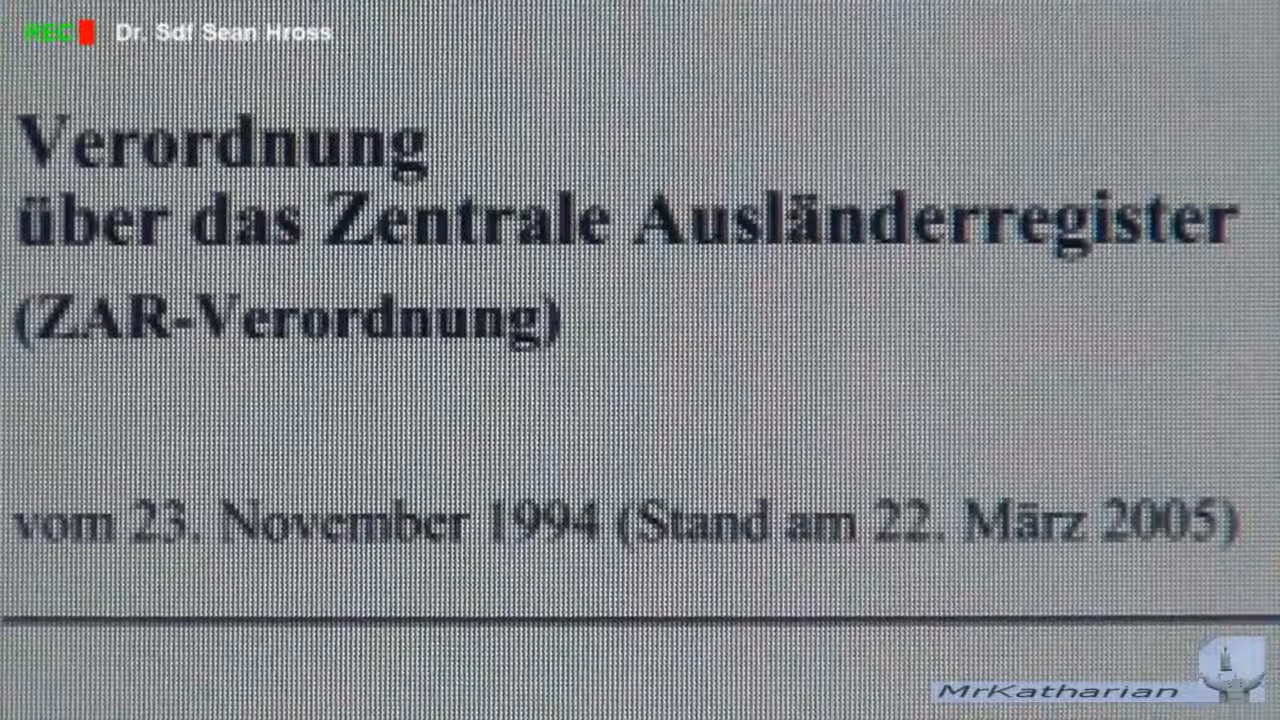 REC Dr. Sdf Sean Hross
Verordnung
über das Zentrale Ausländerregister
(ZAR-Verordnung)
vom 23. November 1994 (Stand am 22. März 2005)
MrKatharian